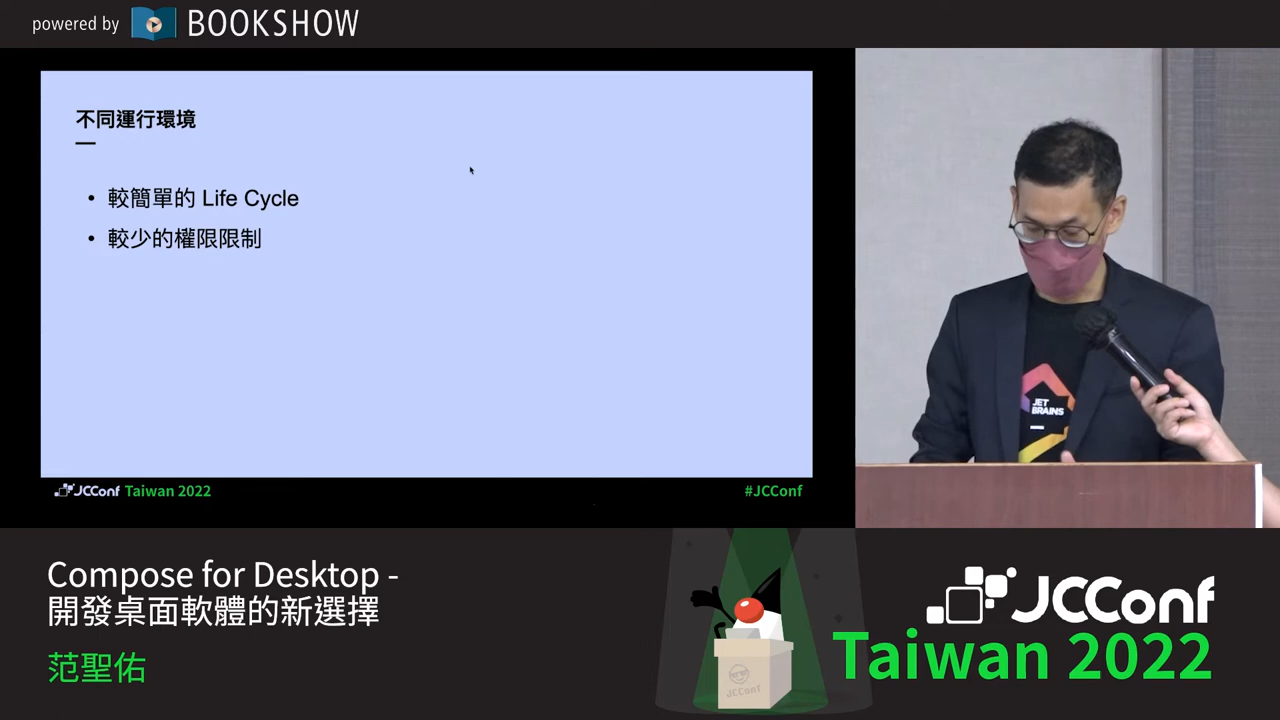 powered by BOOKSHOW
不同運行環境
• 較簡單的 Life Cycle
• 較少的權限限制
JET
BRAINS
JCConf Taiwan 2022
#JCConf
Compose for Desktop -
開發桌面軟體的新選擇
范聖佑
JCConf
JCConf
Taiwan 2022